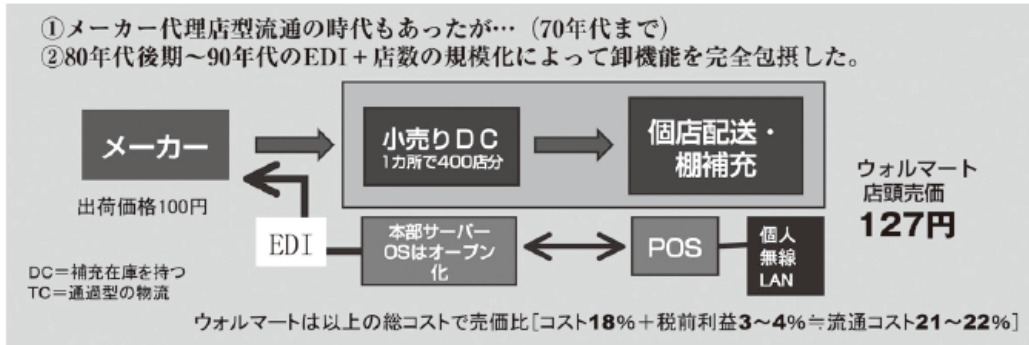 ①メーカー代理店型流通の時代もあったが…（70年代まで）
②80年代後期～90年代のEDI＋店数の規模化によって卸機能を完全包摂した。
メーカー
小売りＤＣ
1カ所で400店分
個店配送・
棚補充
出荷価格100円
ウォルマート
店頭売価
127円
EDI
本部サーバー
OSはオープン
化
POS
個人
無線
LAN
DC＝補充在庫を持つ
TC＝通過型の物流
ウォルマートは以上の総コストで売価比[コスト18%＋税前利益3～4%≒流通コスト21～22%]